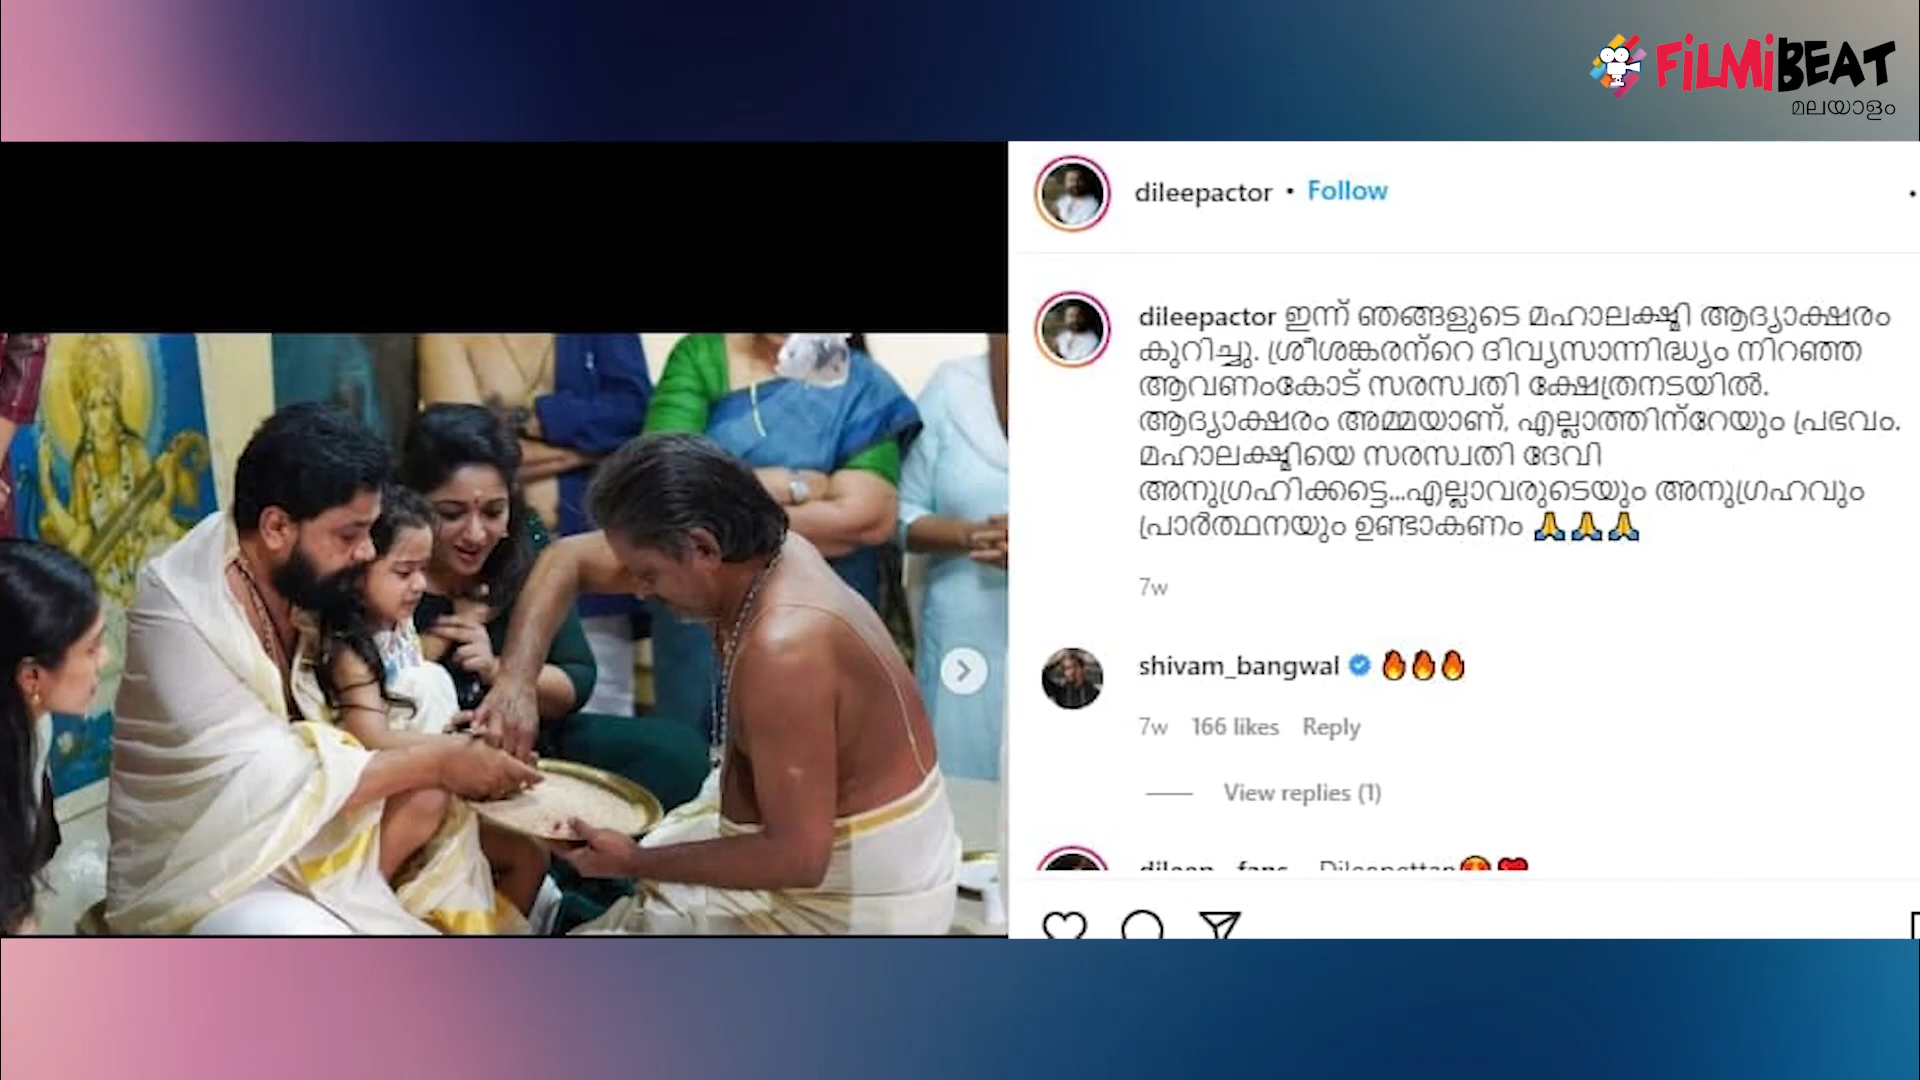 FiLMiBEAT
മലയാളം
dileepactor • Follow
dileepactor ഇന്ന് ഞങ്ങളുടെ മഹാലക്ഷ്മി ആദ്യാക്ഷരം
കുറിച്ചു. ശ്രീശങ്കരന്റെ ദിവ്യസാന്നിദ്ധ്യം നിറഞ്ഞ
ആവണംകോട് സരസ്വതി ക്ഷേത്രനടയിൽ.
ആദ്യാക്ഷരം അമ്മയാണ്, എല്ലാത്തിന്റേയും പ്രഭവം.
മഹാലക്ഷ്മിയെ സരസ്വതി ദേവി
അനുഗ്രഹിക്കട്ടെ...എല്ലാവരുടെയും അനുഗ്രഹവും
പ്രാർത്ഥനയും ഉണ്ടാകണം 🙏🙏🙏
7w
shivam_bangwal 🔥🔥🔥
7w 166 likes Reply
View replies (1)
dileep__fans__ Dileepettan😍❤️